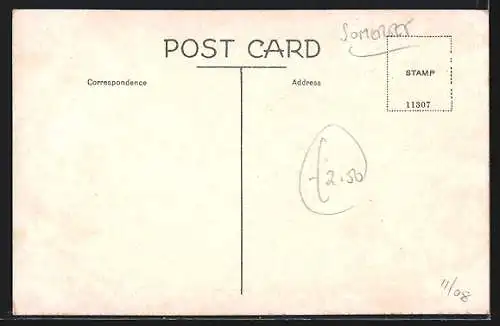 SOMERSET
POST CARD
Correspondence
Address
STAMP
11307
£2.50
11/08